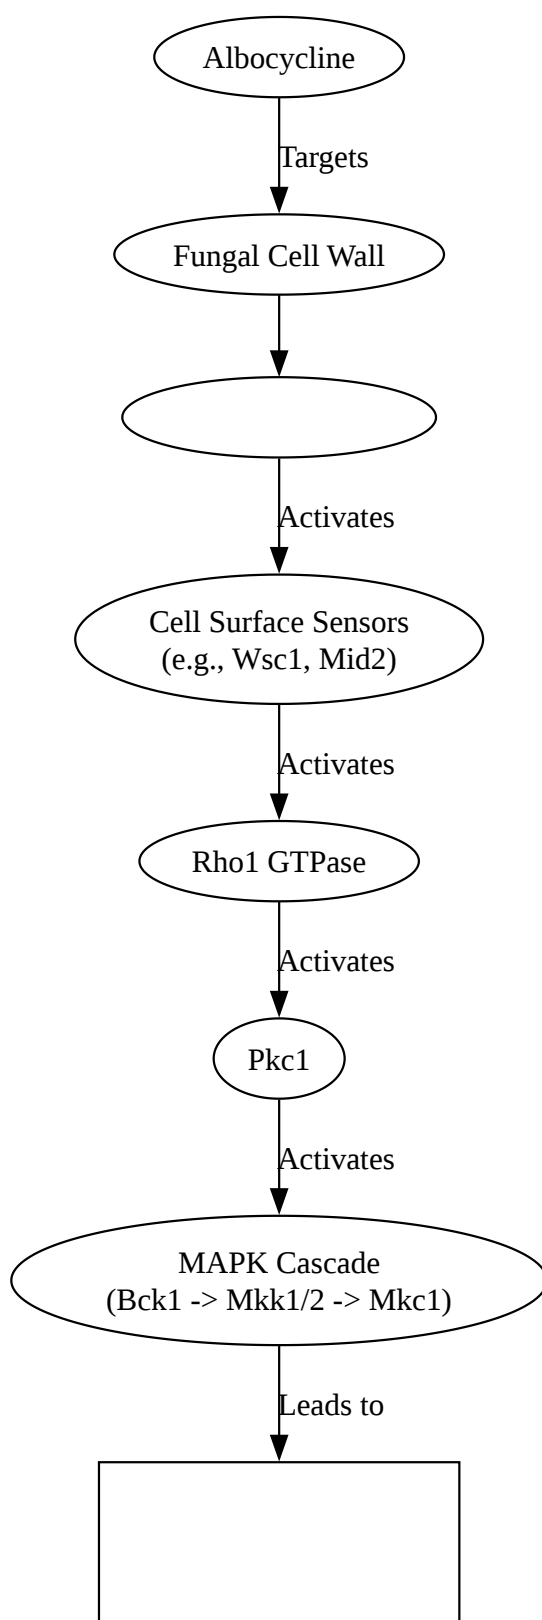 Albocycline
Targets
Fungal Cell Wall
Activates
Cell Surface Sensors
(e.g., Wsc1, Mid2)
Activates
Rho1 GTPase
Activates
Pkc1
Activates
MAPK Cascade
(Bck1 -> Mkk1/2 -> Mkc1)
Leads to